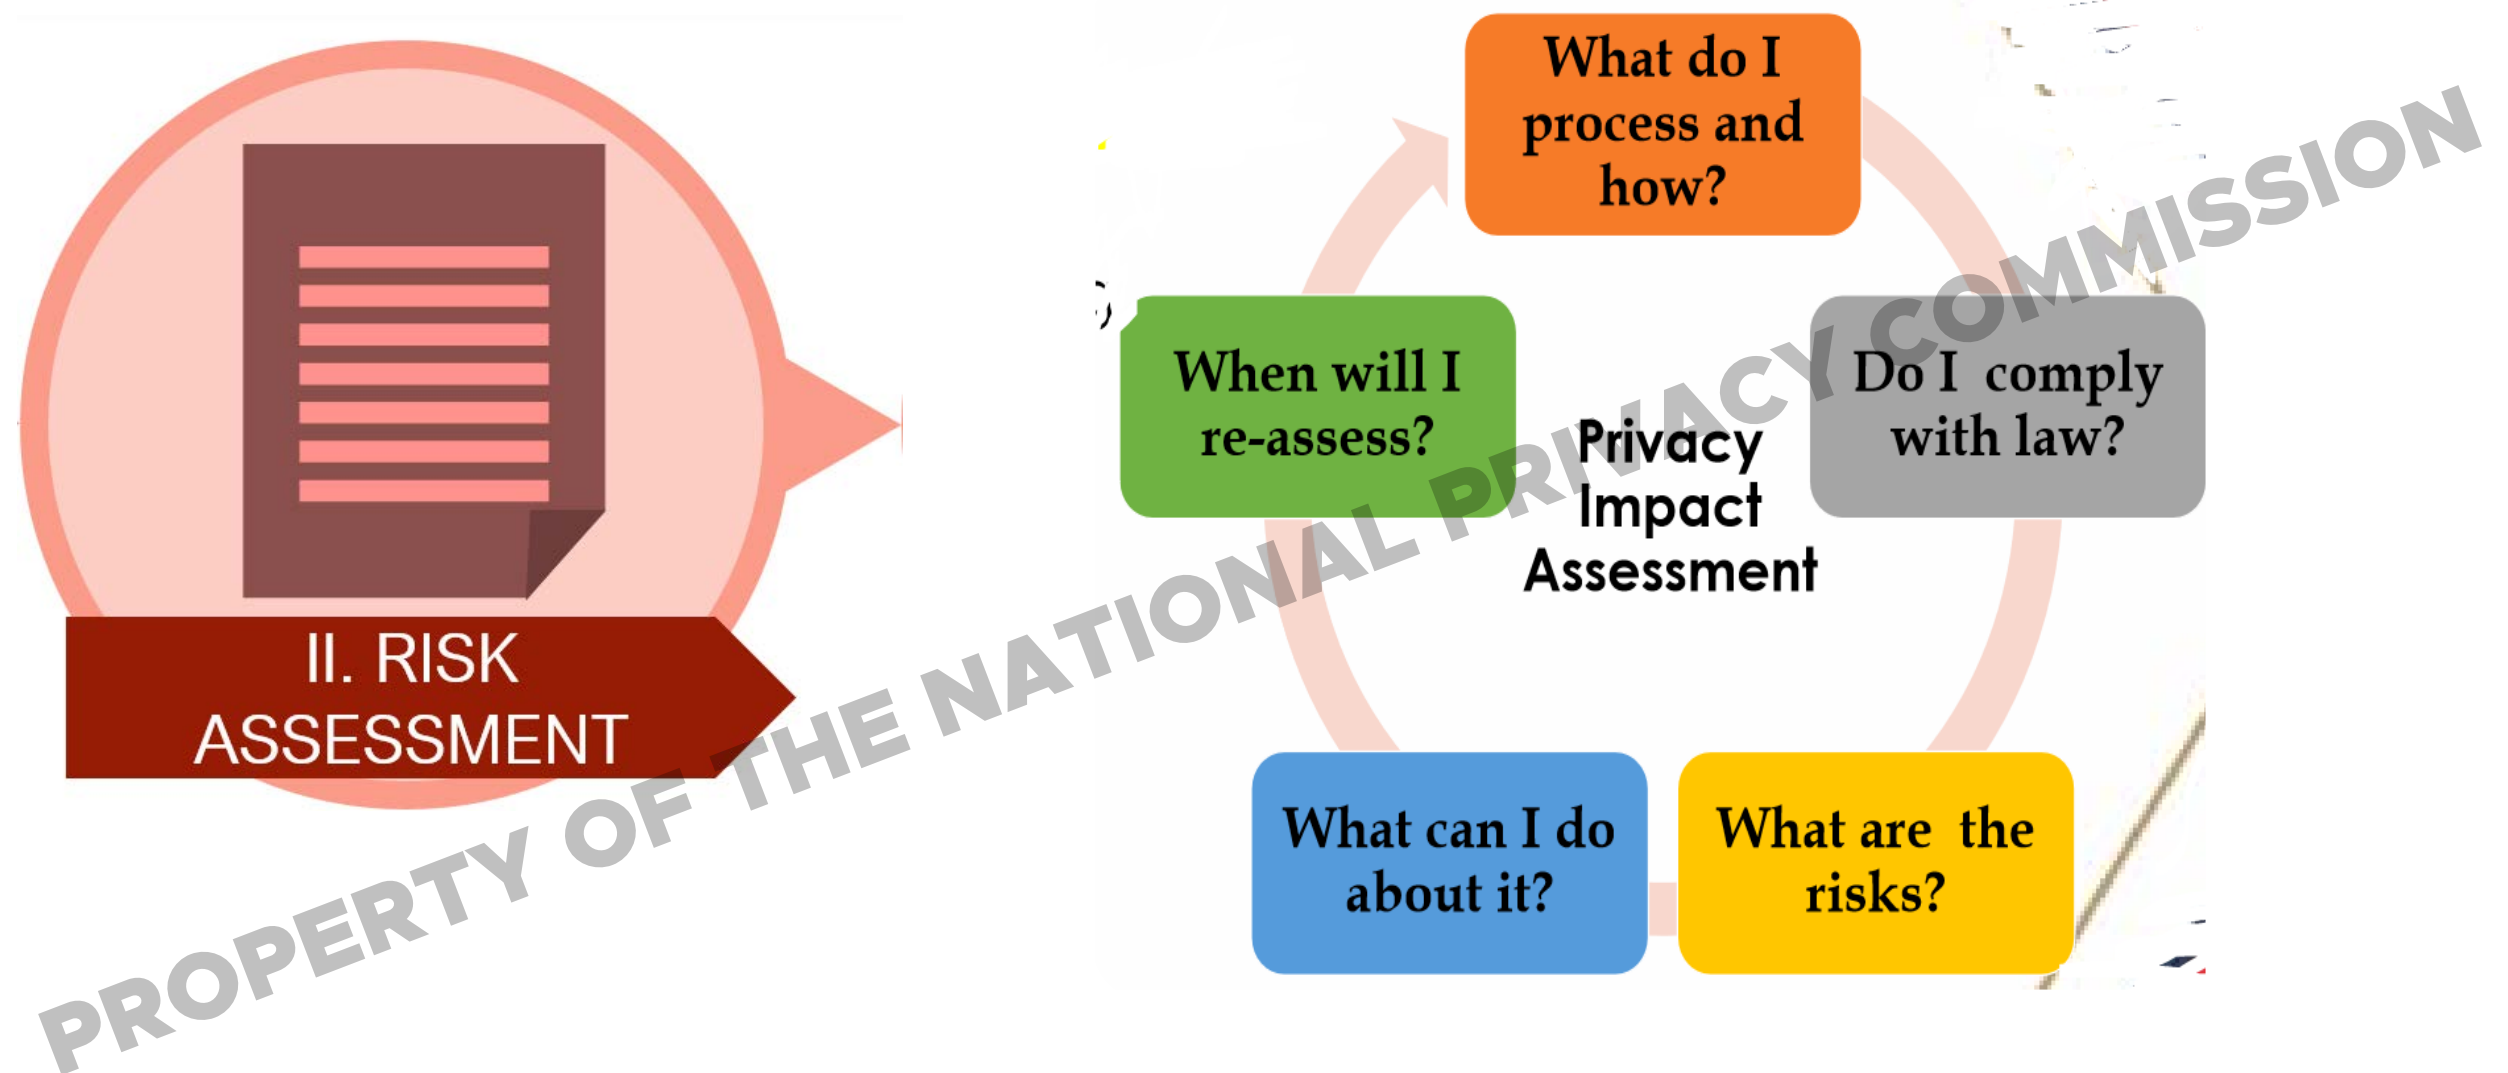 II. RISK
ASSESSMENT
What do I
process and
how?
Do I comply
with law?
What are the
risks?
What can I do
about it?
When will I
re-assess?
Privacy
Impact
Assessment
PROPERTY OF THE NATIONAL PRIVACY COMMISSION